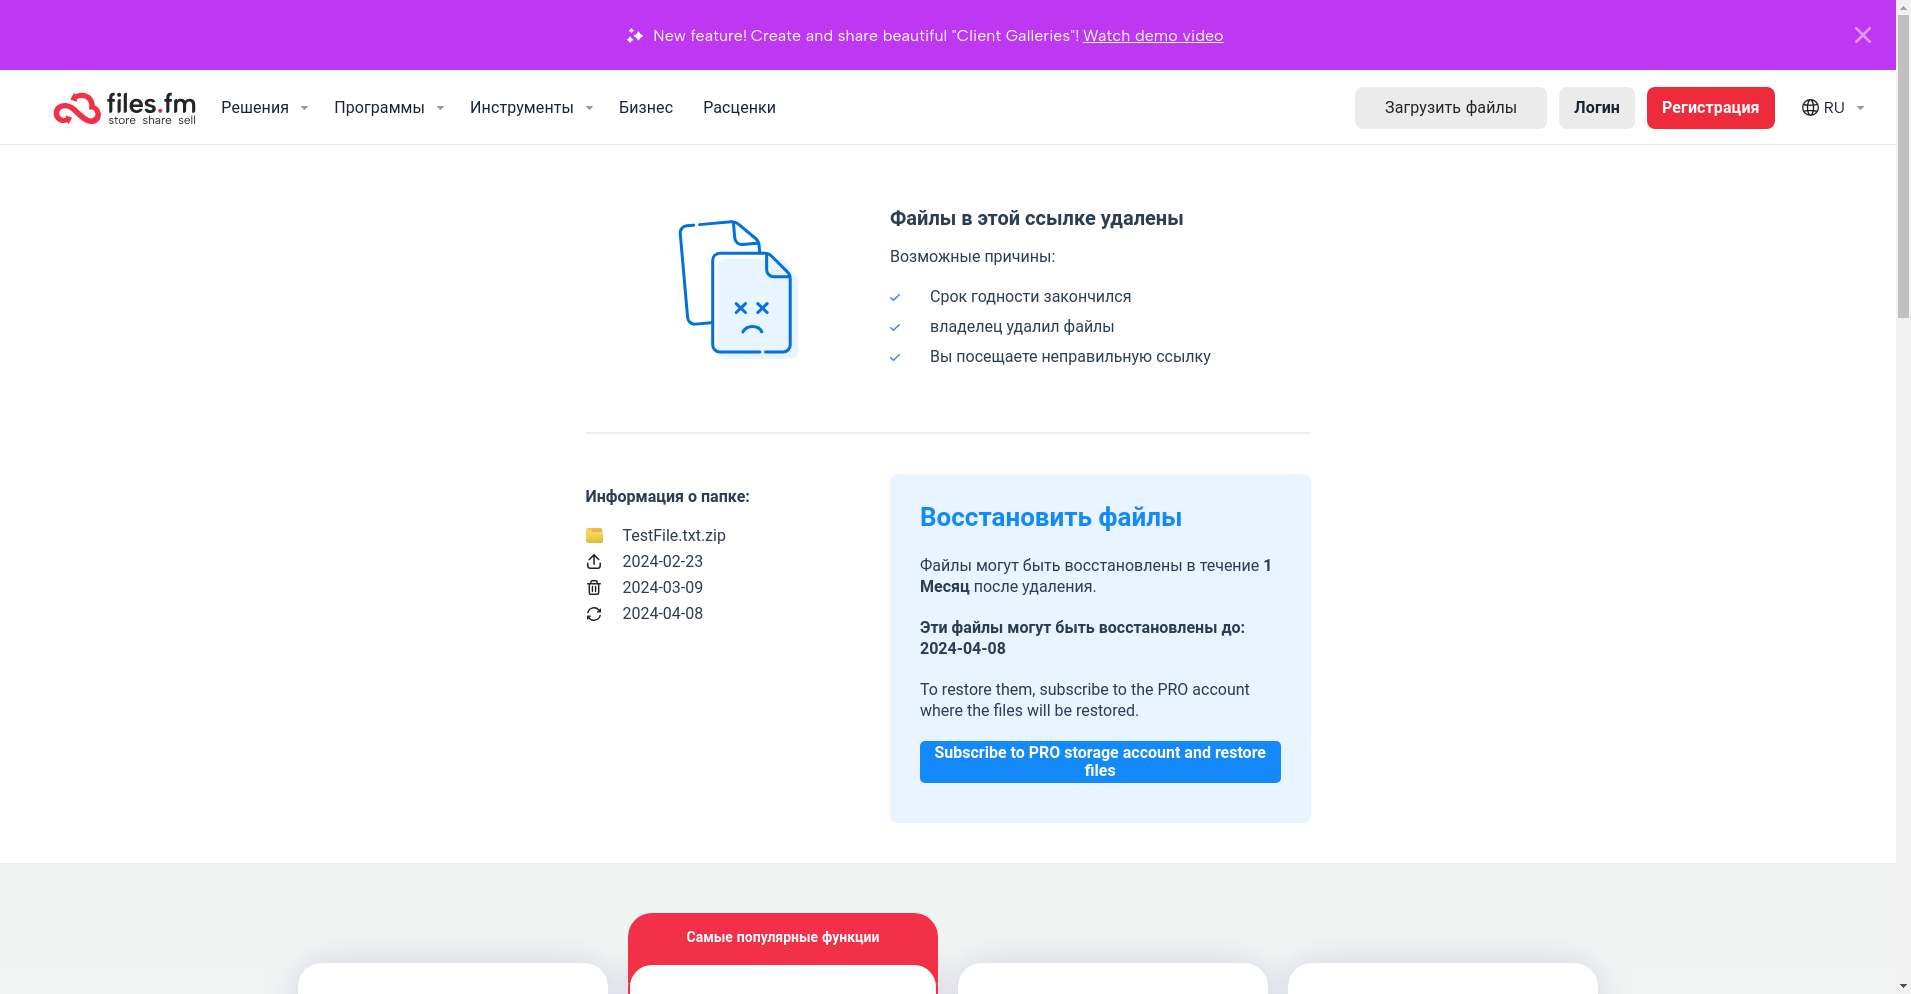 New feature! Create and share beautiful "Client Galleries"! Watch demo video
files.fm
store share sell
Решения
Программы
Инструменты
Бизнес
Расценки
Загрузить файлы
Логин
Регистрация
RU
Файлы в этой ссылке удалены
Возможные причины:
Срок годности закончился
владелец удалил файлы
Вы посещаете неправильную ссылку
Информация о папке:
TestFile.txt.zip
2024-02-23
2024-03-09
2024-04-08
Восстановить файлы
Файлы могут быть восстановлены в течение 1
Месяц после удаления.
Эти файлы могут быть восстановлены до:
2024-04-08
To restore them, subscribe to the PRO account
where the files will be restored.
Subscribe to PRO storage account and restore
files
Самые популярные функции